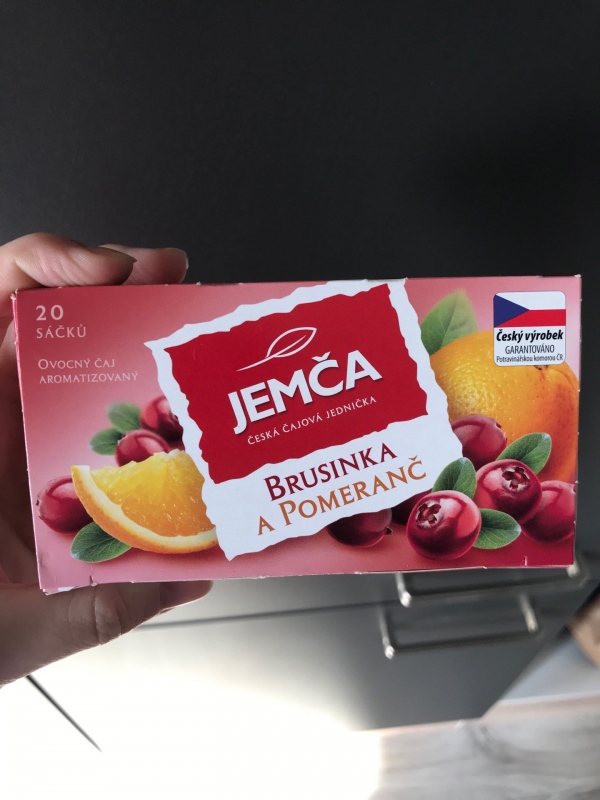 20
SÁČKŮ
OVOCNÝ ČAJ
AROMATIZOVANÝ
JEMČA
ČESKÁ ČAJOVÁ JEDNIČKA
BRUSINKA
A POMERANČ
Český výrobek
GARANTOVÁNO
Potravinářskou komorou ČR